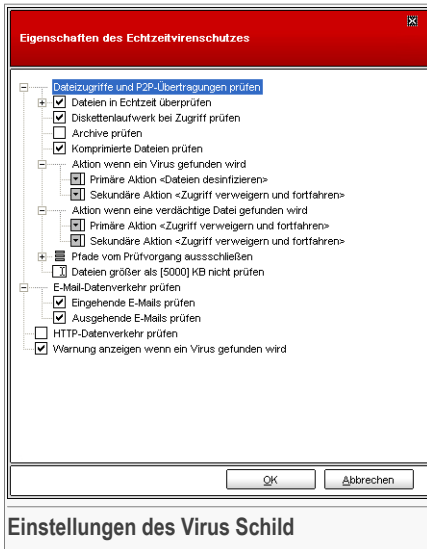 Eigenschaften des Echtzeitvirenschutzes
Dateizugriffe und P2P-Übertragungen prüfen
Dateien in Echtzeit überprüfen
Diskettenlaufwerk bei Zugriff prüfen
Archive prüfen
Komprimierte Dateien prüfen
Aktion wenn ein Virus gefunden wird
Primäre Aktion <Dateien desinfizieren>
Sekundäre Aktion <Zugriff verweigern und fortfahren>
Aktion wenn eine verdächtige Datei gefunden wird
Primäre Aktion <Zugriff verweigern und fortfahren>
Sekundäre Aktion <Zugriff verweigern und fortfahren>
Pfade vom Prüfvorgang aussschließen
Dateien größer als [5000] KB nicht prüfen
E-Mail-Datenverkehr prüfen
Eingehende E-Mails prüfen
Ausgehende E-Mails prüfen
HTTP-Datenverkehr prüfen
Warnung anzeigen wenn ein Virus gefunden wird
OK Abbrechen
Einstellungen des Virus Schild